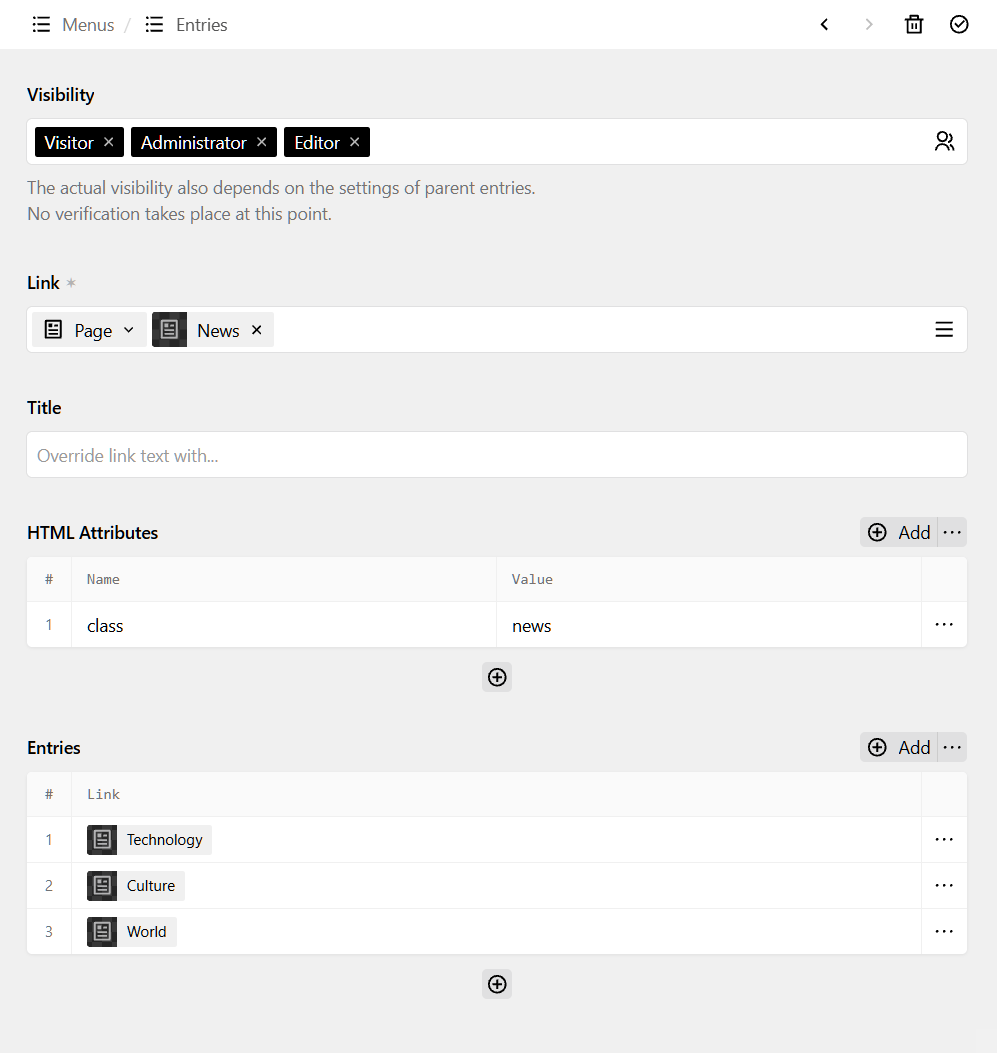 Menus / Entries
Visibility
Visitor × Administrator × Editor ×
The actual visibility also depends on the settings of parent entries.
No verification takes place at this point.
Link *
Page News ×
Title
Override link text with...
HTML Attributes Add ...
# Name Value
1 class news ...
Entries Add ...
# Link
1 Technology ...
2 Culture ...
3 World ...